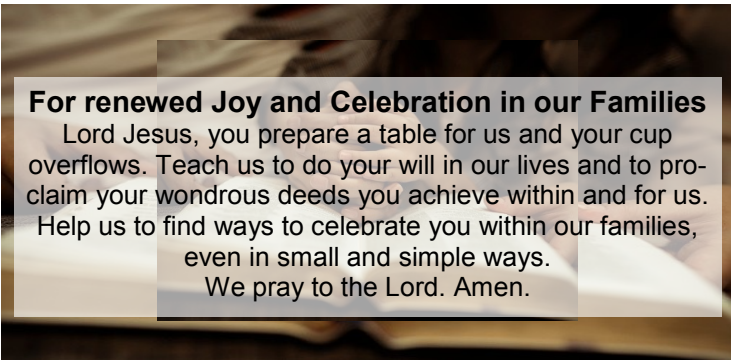 For renewed Joy and Celebration in our Families
Lord Jesus, you prepare a table for us and your cup
overflows. Teach us to do your will in our lives and to pro-
claim your wondrous deeds you achieve within and for us.
Help us to find ways to celebrate you within our families,
even in small and simple ways.
We pray to the Lord. Amen.